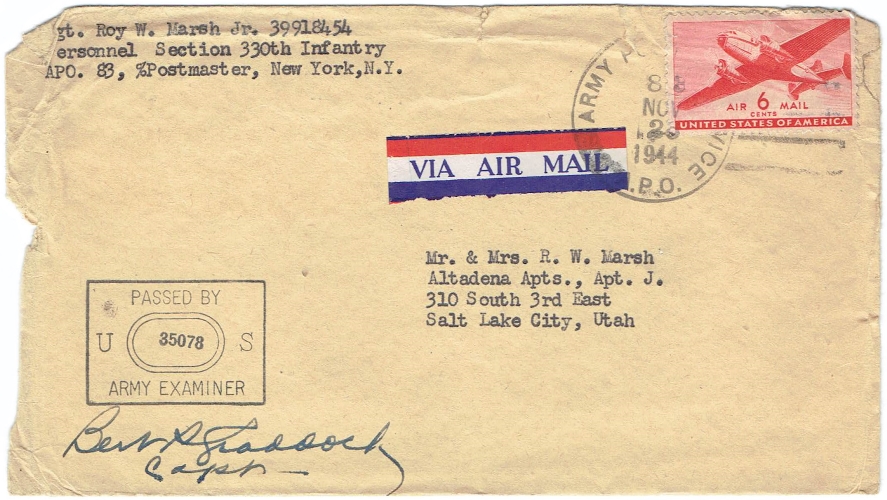 gt. Roy W. Marsh Jr. 39918454
ersonnel Section 330th Infantry
APO. 83, %Postmaster, New York, N.Y.
ARMY
8
NOV
1944
.P.O.
AIR 6 MAIL
CENTS
UNITED STATES OF AMERICA
VIA AIR MAIL
Mr. & Mrs. R. W. Marsh
Altadena Apts., Apt. J.
310 South 3rd East
Salt Lake City, Utah
PASSED BY
U 35078 S
ARMY EXAMINER
Capt